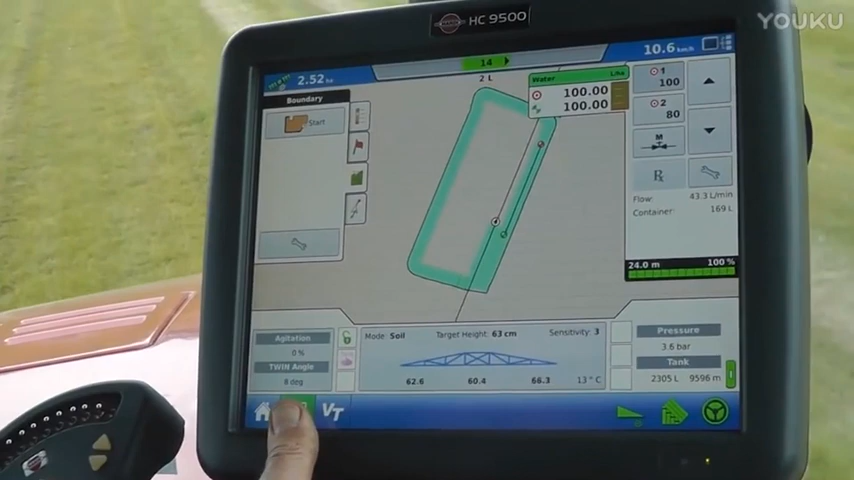 YOUKU
HC 9500
2.52 ha
14
10.6 km/h
2 L
Water L/ha
100.00
100.00
Boundary
Start
1
100
2
80
M
Rx
Flow: 43.3 L/min
Container: 169 L
24.0 m 100 %
Agitation
0 %
TWIN Angle
8 deg
Mode: Soil Target Height: 63 cm Sensitivity: 3
62.6 60.4 66.3 13 °C
Pressure
3.6 bar
Tank
2305 L 9596 m
VT